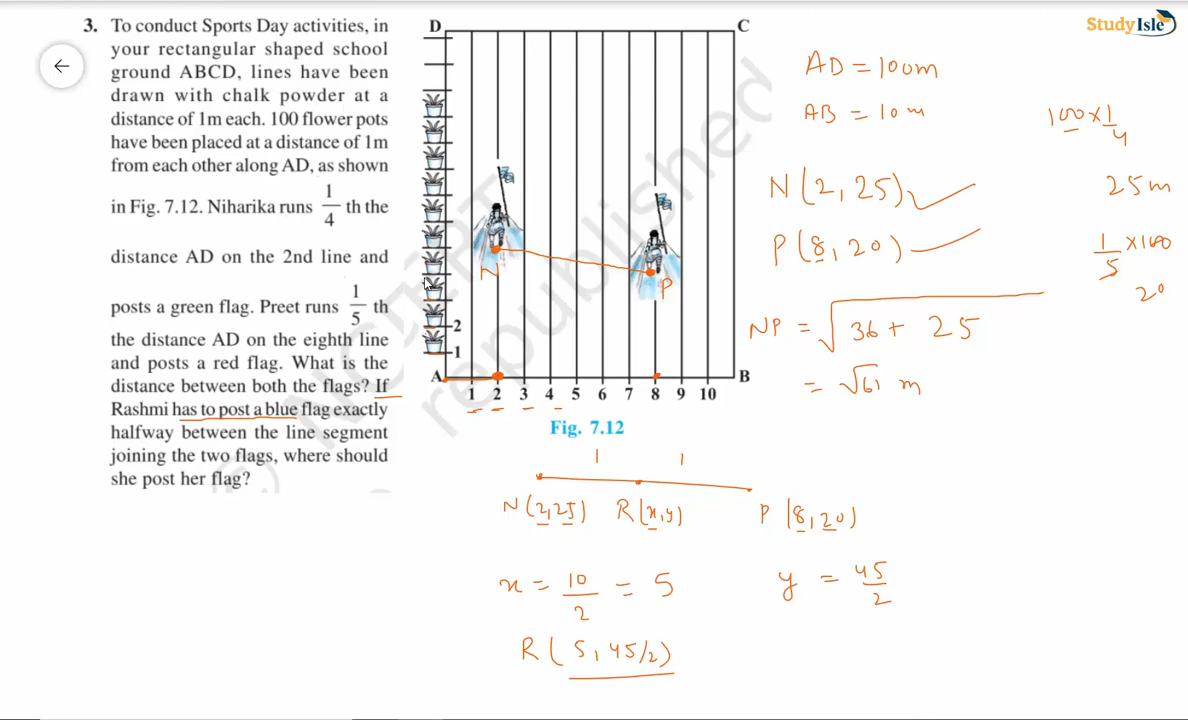 StudyIsle
3. To conduct Sports Day activities, in
your rectangular shaped school
ground ABCD, lines have been
drawn with chalk powder at a
distance of 1m each. 100 flower pots
have been placed at a distance of 1m
from each other along AD, as shown
in Fig. 7.12. Niharika runs 1/4 th the
distance AD on the 2nd line and
posts a green flag. Preet runs 1/5 th
the distance AD on the eighth line
and posts a red flag. What is the
distance between both the flags? If
Rashmi has to post a blue flag exactly
halfway between the line segment
joining the two flags, where should
she post her flag?
D C
N P
2
1
A B
1 2 3 4 5 6 7 8 9 10
Fig. 7.12
republished
AD = 100m
AB = 10m
100 × 1/4
N(2, 25)
25m
P(8, 20)
1/5 × 100
20
NP = √36 + 25
= √61 m
1 1
N(2,25) R(x,y) P(8,20)
x = 10/2 = 5 y = 45/2
R(5, 45/2)